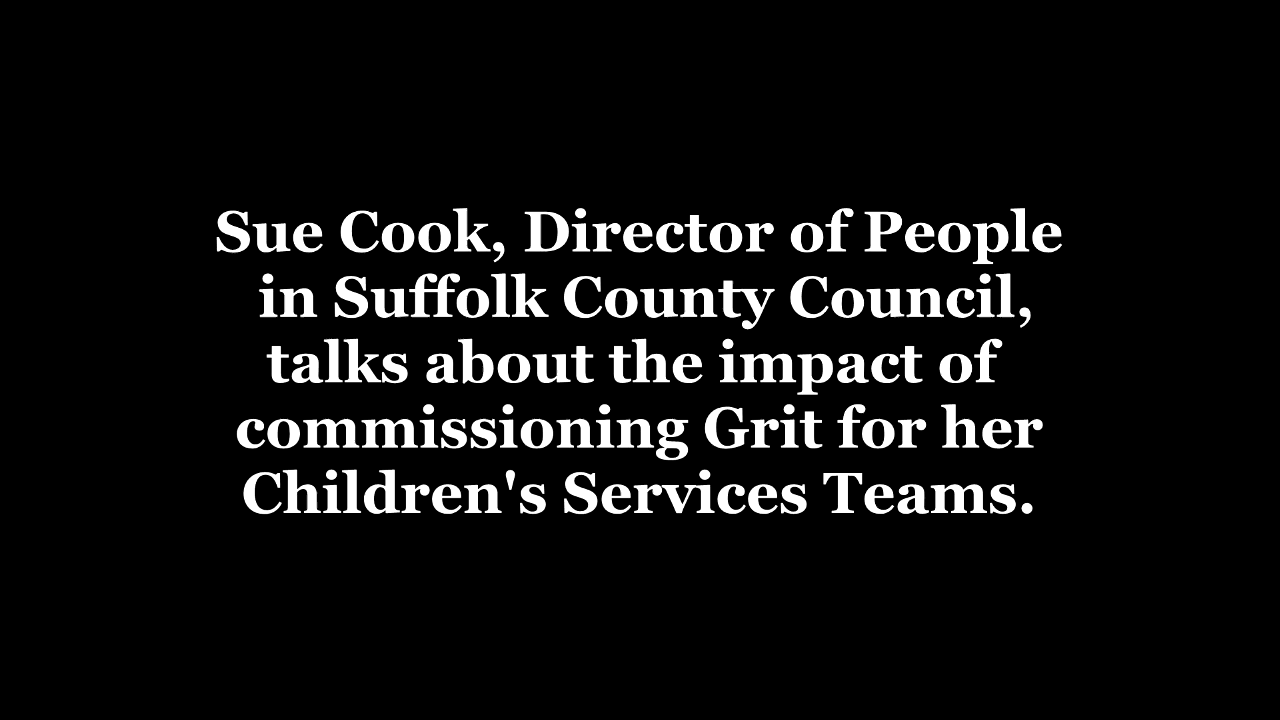 Sue Cook, Director of People
in Suffolk County Council,
talks about the impact of
commissioning Grit for her
Children's Services Teams.